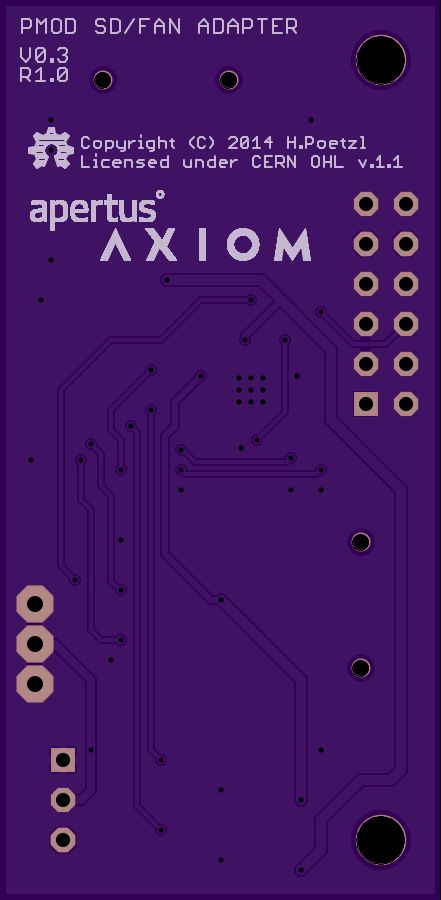 PMOD SD/FAN ADAPTER
V0.3
R1.0
Copyright (C) 2014 H.Poetzl
Licensed under CERN OHL v.1.1
apertus°
AXIOM